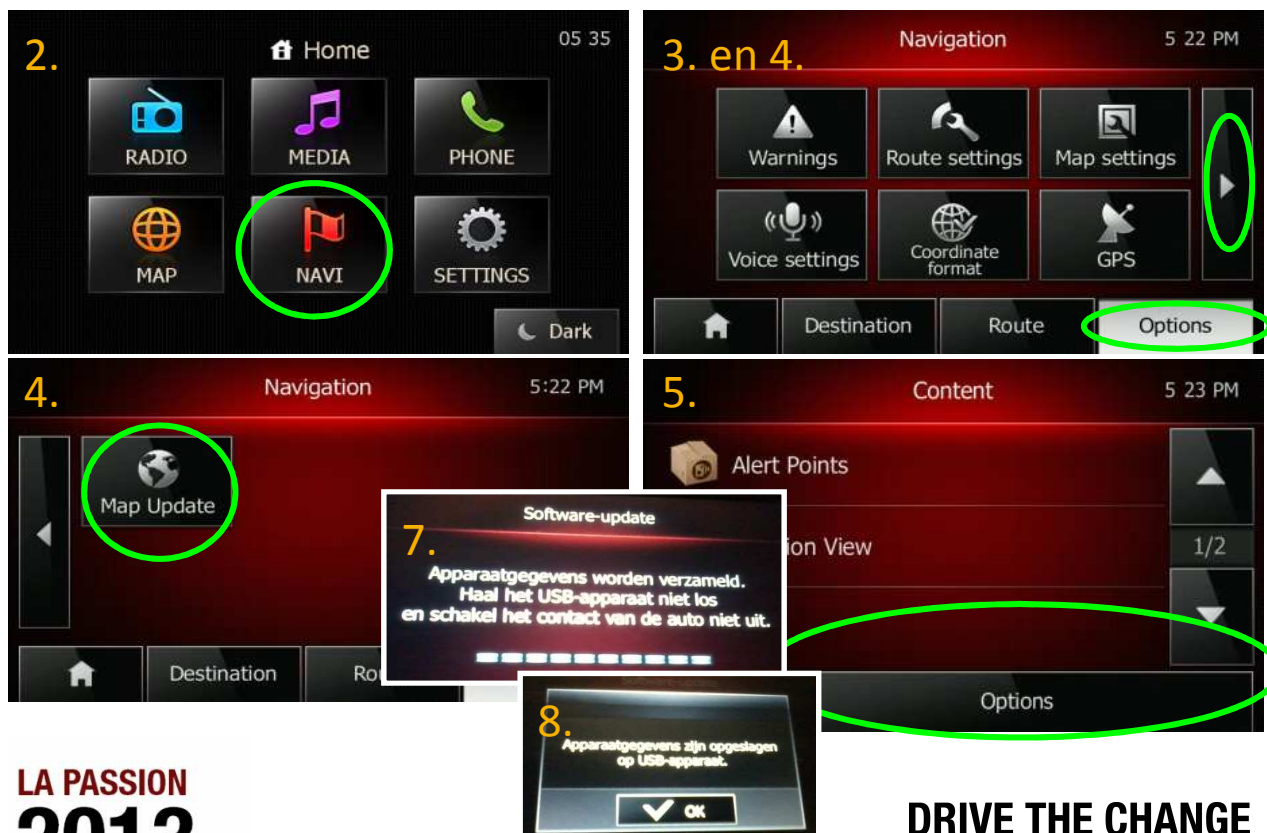 2.
Home
05 35
RADIO
MEDIA
PHONE
MAP
NAVI
SETTINGS
Dark
3. en 4.
Navigation
5 22 PM
Warnings
Route settings
Map settings
Voice settings
Coordinate
format
GPS
Destination
Route
Options
4.
Navigation
5:22 PM
Map Update
Destination
Ro
5.
Content
5 23 PM
Alert Points
ion View
1/2
Options
7.
Software-update
Apparaatgegevens worden verzameld.
Haal het USB-apparaat niet los
en schakel het contact van de auto niet uit.
8.
Software-update
Apparaatgegevens zijn opgeslagen
op USB-apparaat.
OK
LA PASSION
2013
DRIVE THE CHANGE